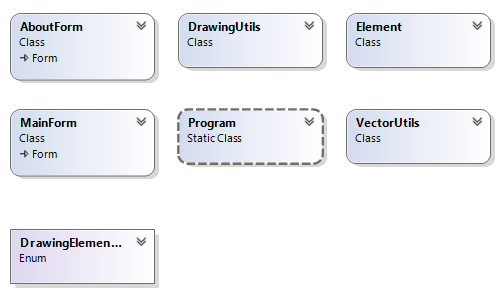 AboutForm
Class
Form
DrawingUtils
Class
Element
Class
MainForm
Class
Form
Program
Static Class
VectorUtils
Class
DrawingElemen...
Enum